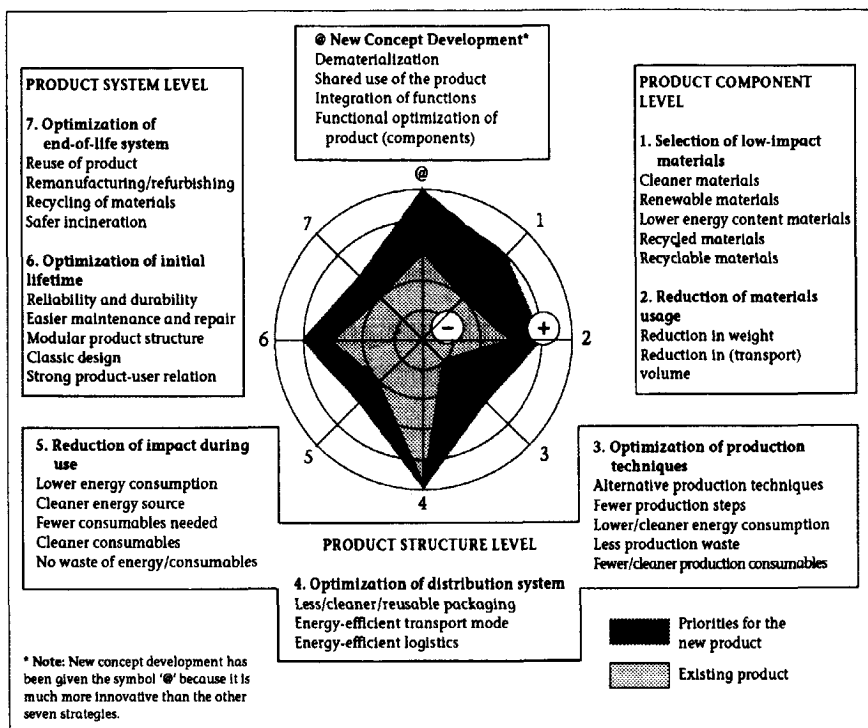 @ New Concept Development*
Dematerialization
Shared use of the product
Integration of functions
Functional optimization of
product (components)
PRODUCT SYSTEM LEVEL
7. Optimization of
end-of-life system
Reuse of product
Remanufacturing/refurbishing
Recycling of materials
Safer incineration
6. Optimization of initial
lifetime
Reliability and durability
Easier maintenance and repair
Modular product structure
Classic design
Strong product-user relation
PRODUCT COMPONENT
LEVEL
1. Selection of low-impact
materials
Cleaner materials
Renewable materials
Lower energy content materials
Recycled materials
Recyclable materials
2. Reduction of materials
usage
Reduction in weight
Reduction in (transport)
volume
@
7
1
6
–
+
2
5
3
4
5. Reduction of impact during
use
Lower energy consumption
Cleaner energy source
Fewer consumables needed
Cleaner consumables
No waste of energy/consumables
PRODUCT STRUCTURE LEVEL
4. Optimization of distribution system
Less/cleaner/reusable packaging
Energy-efficient transport mode
Energy-efficient logistics
3. Optimization of production
techniques
Alternative production techniques
Fewer production steps
Lower/cleaner energy consumption
Less production waste
Fewer/cleaner production consumables
Priorities for the
new product
Existing product
* Note: New concept development has
been given the symbol '@' because it is
much more innovative than the other
seven strategies.